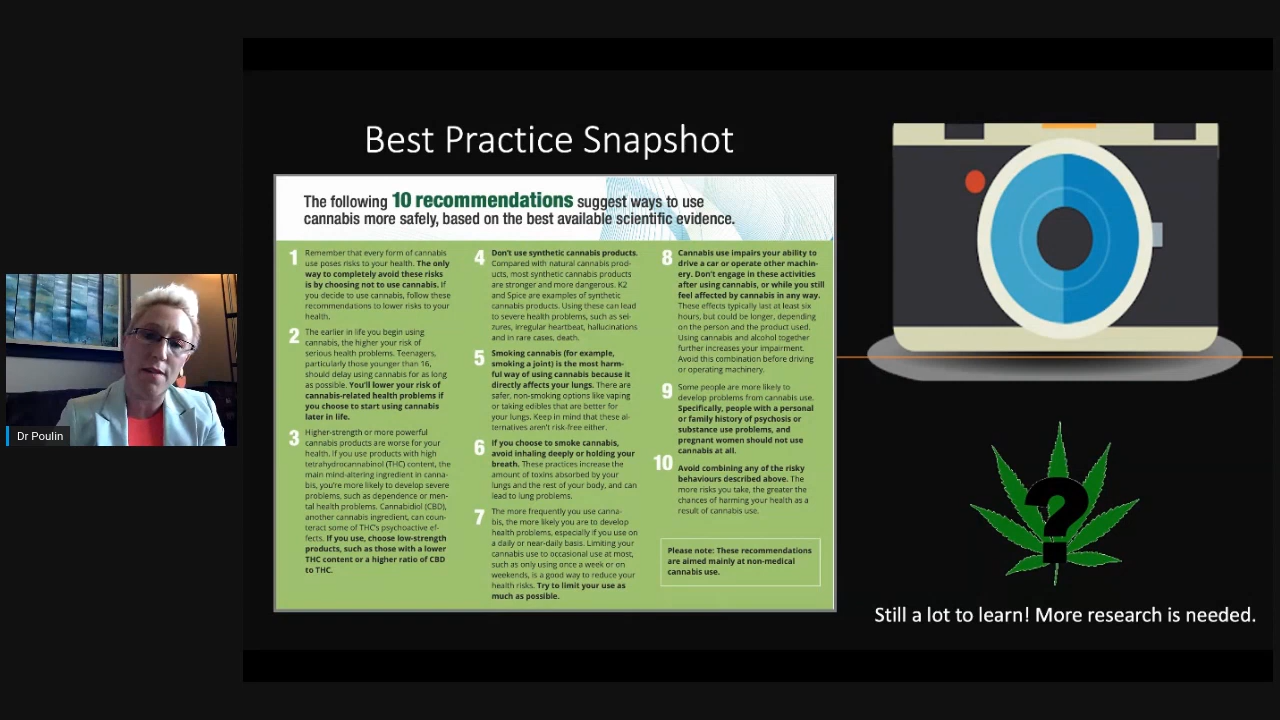 Best Practice Snapshot
The following 10 recommendations suggest ways to use
cannabis more safely, based on the best available scientific evidence.
1
Remember that every form of cannabis
use poses risks to your health. The only
way to completely avoid these risks
is by choosing not to use cannabis. If
you decide to use cannabis, follow these
recommendations to lower risks to your
health.
2
The earlier in life you begin using
cannabis, the higher your risk of
serious health problems. Teenagers,
particularly those younger than 16,
should delay using cannabis for as long
as possible. You'll lower your risk of
cannabis-related health problems if
you choose to start using cannabis
later in life.
3
Higher-strength or more powerful
cannabis products are worse for your
health. If you use products with high
tetrahydrocannabinol (THC) content, the
main mind-altering ingredient in canna-
bis, you're more likely to develop severe
problems, such as dependence or men-
tal health problems. Cannabidiol (CBD),
another cannabis ingredient, can coun-
teract some of THC's psychoactive ef-
fects. If you use, choose low-strength
products, such as those with a lower
THC content or a higher ratio of CBD
to THC.
4
Don't use synthetic cannabis products.
Compared with natural cannabis prod-
ucts, most synthetic cannabis products
are stronger and more dangerous. K2
and Spice are examples of synthetic
cannabis products. Using these can lead
to severe health problems, such as sei-
zures, irregular heartbeat, hallucinations
and in rare cases, death.
5
Smoking cannabis (for example,
smoking a joint) is the most harm-
ful way of using cannabis because it
directly affects your lungs. There are
safer, non-smoking options like vaping
or taking edibles that are better for
your lungs. Keep in mind that these al-
ternatives aren't risk-free either.
6
If you choose to smoke cannabis,
avoid inhaling deeply or holding your
breath. These practices increase the
amount of toxins absorbed by your
lungs and the rest of your body, and can
lead to lung problems.
7
The more frequently you use canna-
bis, the more likely you are to develop
health problems, especially if you use on
a daily or near-daily basis. Limiting your
cannabis use to occasional use at most,
such as only using once a week or on
weekends, is a good way to reduce your
health risks. Try to limit your use as
much as possible.
8
Cannabis use impairs your ability to
drive a car or operate other machin-
ery. Don't engage in these activities
after using cannabis, or while you still
feel affected by cannabis in any way.
These effects typically last at least six
hours, but could be longer, depending
on the person and the product used.
Using cannabis and alcohol together
further increases your impairment.
Avoid this combination before driving
or operating machinery.
9
Some people are more likely to
develop problems from cannabis use.
Specifically, people with a personal
or family history of psychosis or
substance use problems, and
pregnant women should not use
cannabis at all.
10
Avoid combining any of the risky
behaviours described above. The
more risks you take, the greater the
chances of harming your health as a
result of cannabis use.
Please note: These recommendations
are aimed mainly at non-medical
cannabis use.
?
Still a lot to learn! More research is needed.
Dr Poulin